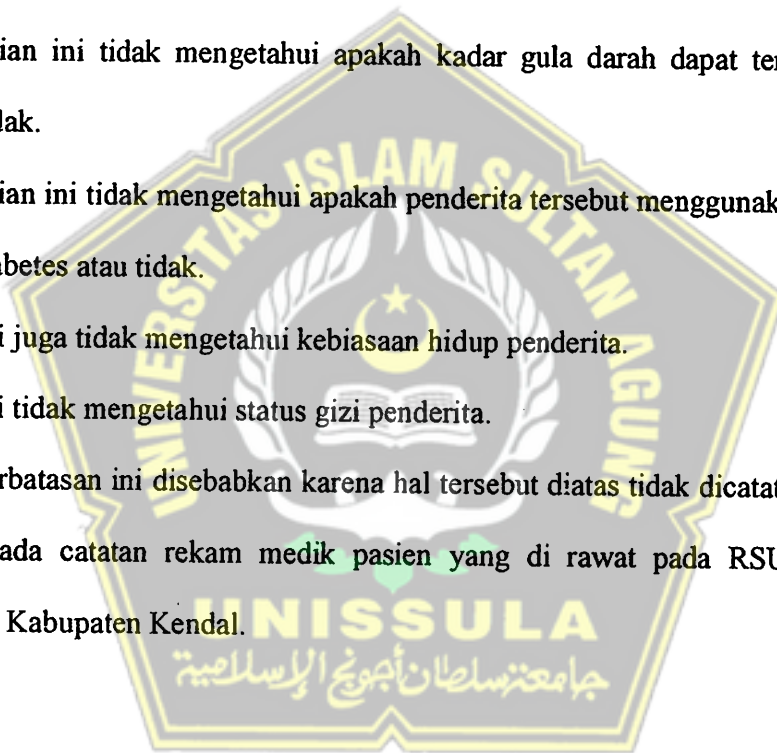 ian ini tidak mengetahui apakah kadar gula darah dapat ter
lak.
ian ini tidak mengetahui apakah penderita tersebut menggunak
abetes atau tidak.
i juga tidak mengetahui kebiasaan hidup penderita.
i tidak mengetahui status gizi penderita.
rbatasan ini disebabkan karena hal tersebut diatas tidak dicatat
ada catatan rekam medik pasien yang di rawat pada RSU
Kabupaten Kendal.
UNIVERSITAS ISLAM SULTAN AGUNG
UNISSULA
جامعتسلطان أجونج الإسلامية